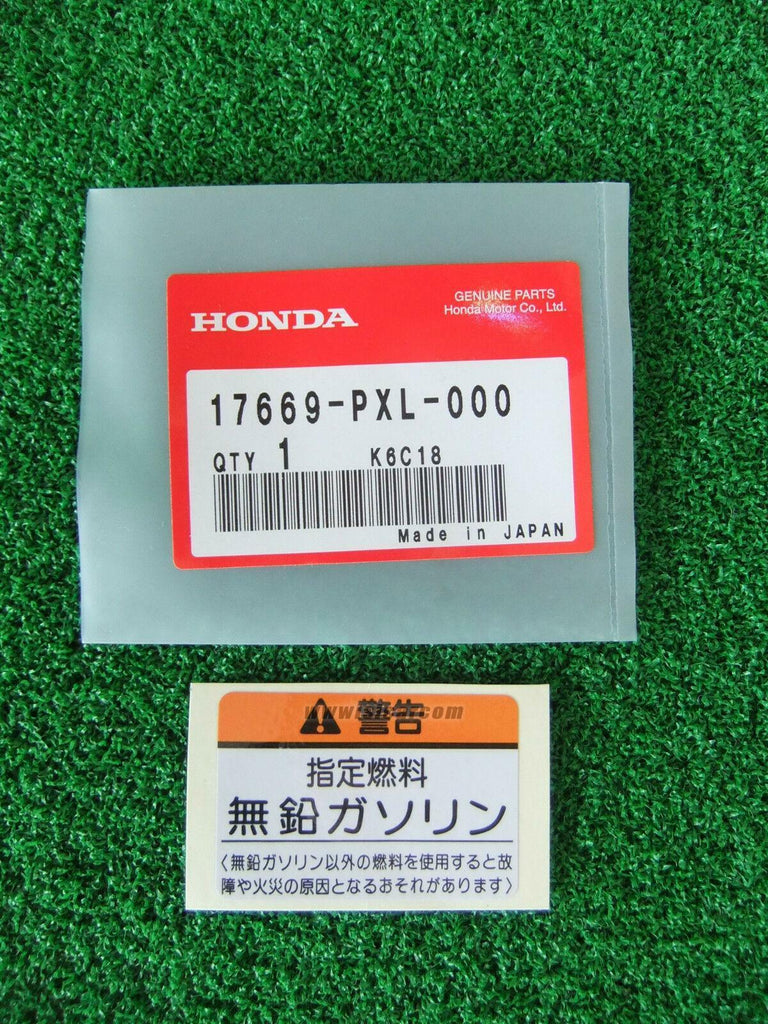 HONDA
GENUINE PARTS
Honda Motor Co., Ltd.
17669-PXL-000
QTY 1 K6C18
Made in JAPAN
警告
指定燃料
無鉛ガソリン
〈無鉛ガソリン以外の燃料を使用すると故
障や火災の原因となるおそれがあります〉